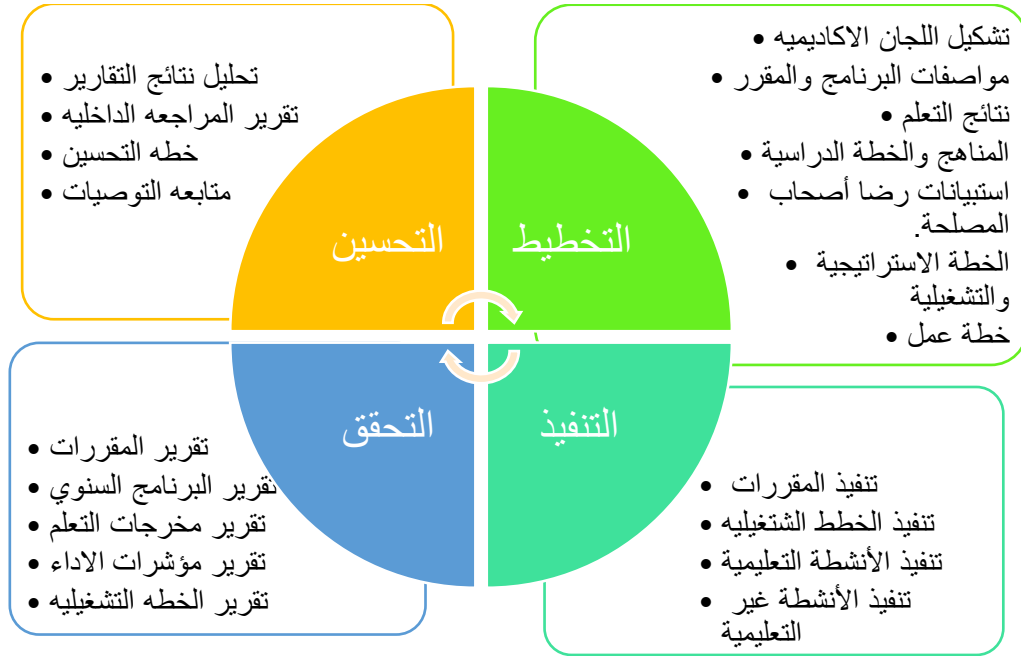 تشكيل اللجان الاكاديميه •
مواصفات البرنامج والمقرر •
نتائج التعلم •
المناهج والخطة الدراسية •
استبيانات رضا أصحاب •
المصلحة.
الخطة الاستراتيجية •
والتشغيلية
خطة عمل •
تحليل نتائج التقارير •
تقرير المراجعه الداخليه •
خطه التحسين •
متابعه التوصيات •
التخطيط
التحسين
التنفيذ
التحقق
تنفيذ المقررات •
تنفيذ الخطط الشتغيليه •
تنفيذ الأنشطة التعليمية •
تنفيذ الأنشطة غير •
التعليمية
تقرير المقررات •
تقرير البرنامج السنوي •
تقرير مخرجات التعلم •
تقرير مؤشرات الاداء •
تقرير الخطه التشغيليه •